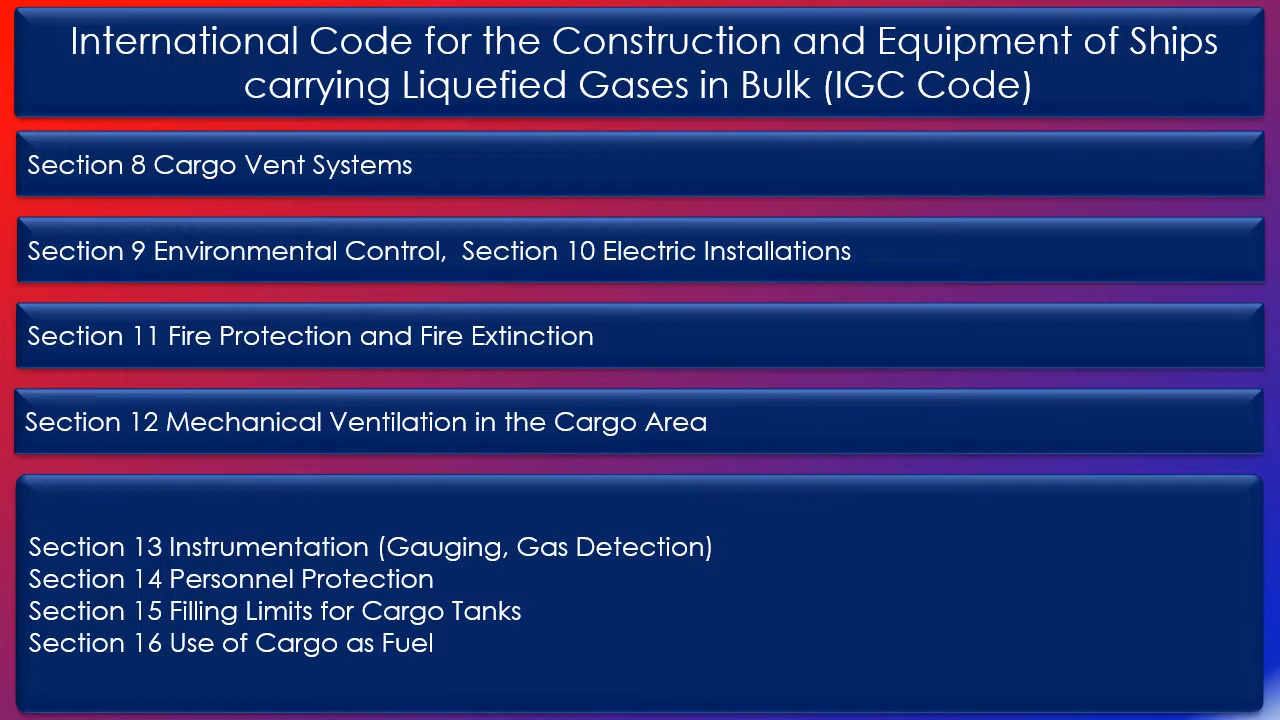 International Code for the Construction and Equipment of Ships
carrying Liquefied Gases in Bulk (IGC Code)
Section 8 Cargo Vent Systems
Section 9 Environmental Control,  Section 10 Electric Installations
Section 11 Fire Protection and Fire Extinction
Section 12 Mechanical Ventilation in the Cargo Area
Section 13 Instrumentation (Gauging, Gas Detection)
Section 14 Personnel Protection
Section 15 Filling Limits for Cargo Tanks
Section 16 Use of Cargo as Fuel